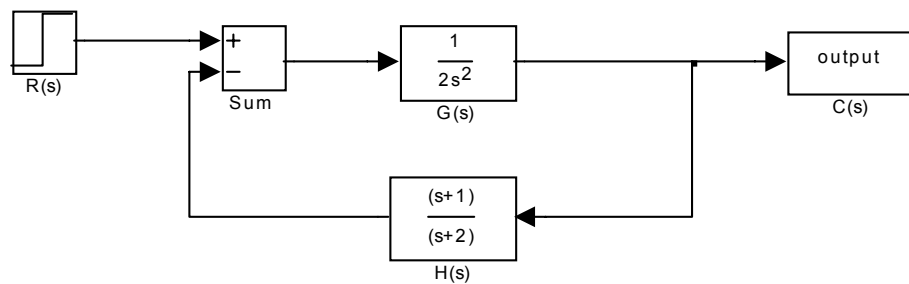 R(s)
+
−
Sum
1
2s²
G(s)
output
C(s)
(s+1)
(s+2)
H(s)